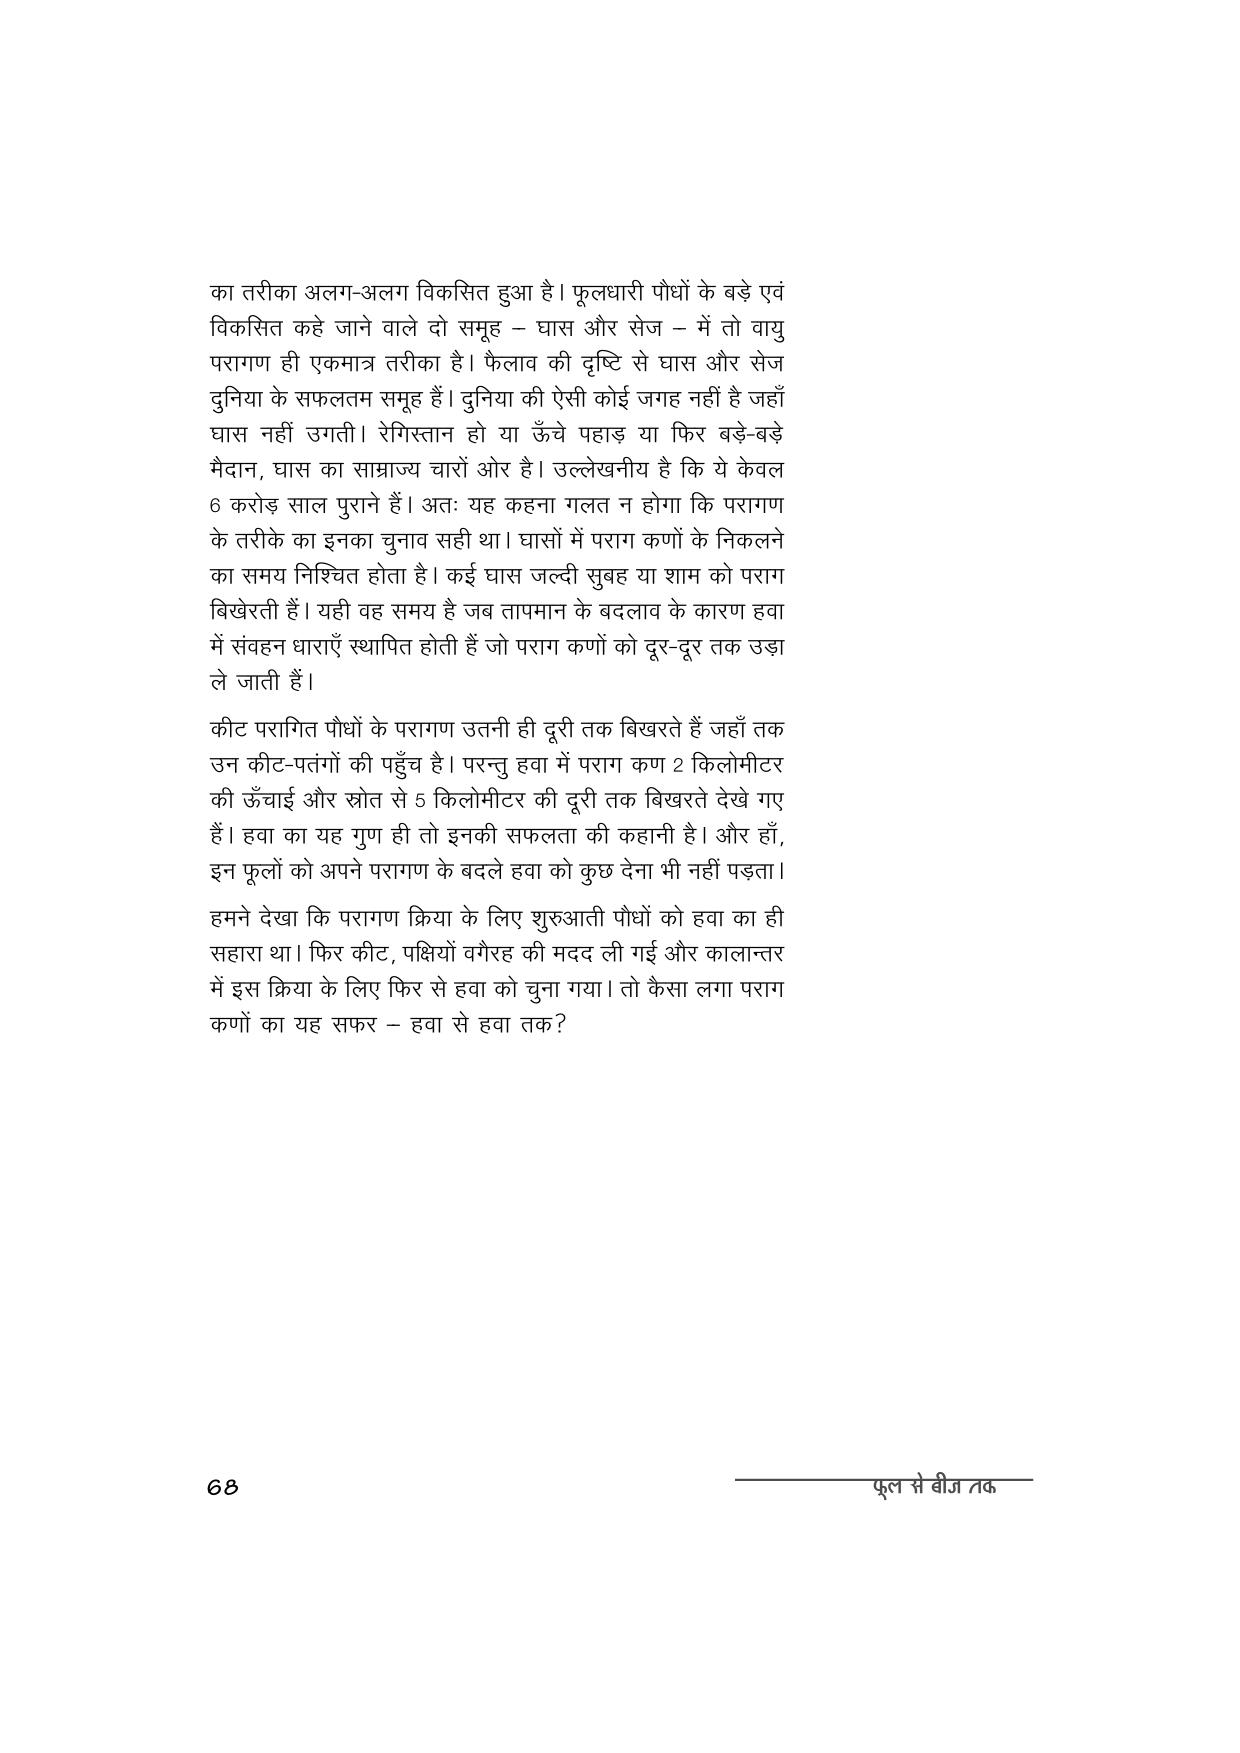 का तरीका अलग-अलग विकसित हुआ है। फूलधारी पौधों के बड़े एवं
विकसित कहे जाने वाले दो समूह – घास और सेज – में तो वायु
परागण ही एकमात्र तरीका है। फैलाव की दृष्टि से घास और सेज
दुनिया के सफलतम समूह हैं। दुनिया की ऐसी कोई जगह नहीं है जहाँ
घास नहीं उगती। रेगिस्तान हो या ऊँचे पहाड़ या फिर बड़े-बड़े
मैदान, घास का साम्राज्य चारों ओर है। उल्लेखनीय है कि ये केवल
6 करोड़ साल पुराने हैं। अतः यह कहना गलत न होगा कि परागण
के तरीके का इनका चुनाव सही था। घासों में पराग कणों के निकलने
का समय निश्चित होता है। कई घास जल्दी सुबह या शाम को पराग
बिखेरती हैं। यही वह समय है जब तापमान के बदलाव के कारण हवा
में संवहन धाराएँ स्थापित होती हैं जो पराग कणों को दूर-दूर तक उड़ा
ले जाती हैं।
कीट परागित पौधों के परागण उतनी ही दूरी तक बिखरते हैं जहाँ तक
उन कीट-पतंगों की पहुँच है। परन्तु हवा में पराग कण 2 किलोमीटर
की ऊँचाई और स्रोत से 5 किलोमीटर की दूरी तक बिखरते देखे गए
हैं। हवा का यह गुण ही तो इनकी सफलता की कहानी है। और हाँ,
इन फूलों को अपने परागण के बदले हवा को कुछ देना भी नहीं पड़ता।
हमने देखा कि परागण क्रिया के लिए शुरुआती पौधों को हवा का ही
सहारा था। फिर कीट, पक्षियों वगैरह की मदद ली गई और कालान्तर
में इस क्रिया के लिए फिर से हवा को चुना गया। तो कैसा लगा पराग
कणों का यह सफर – हवा से हवा तक?
68
फूल से बीज तक